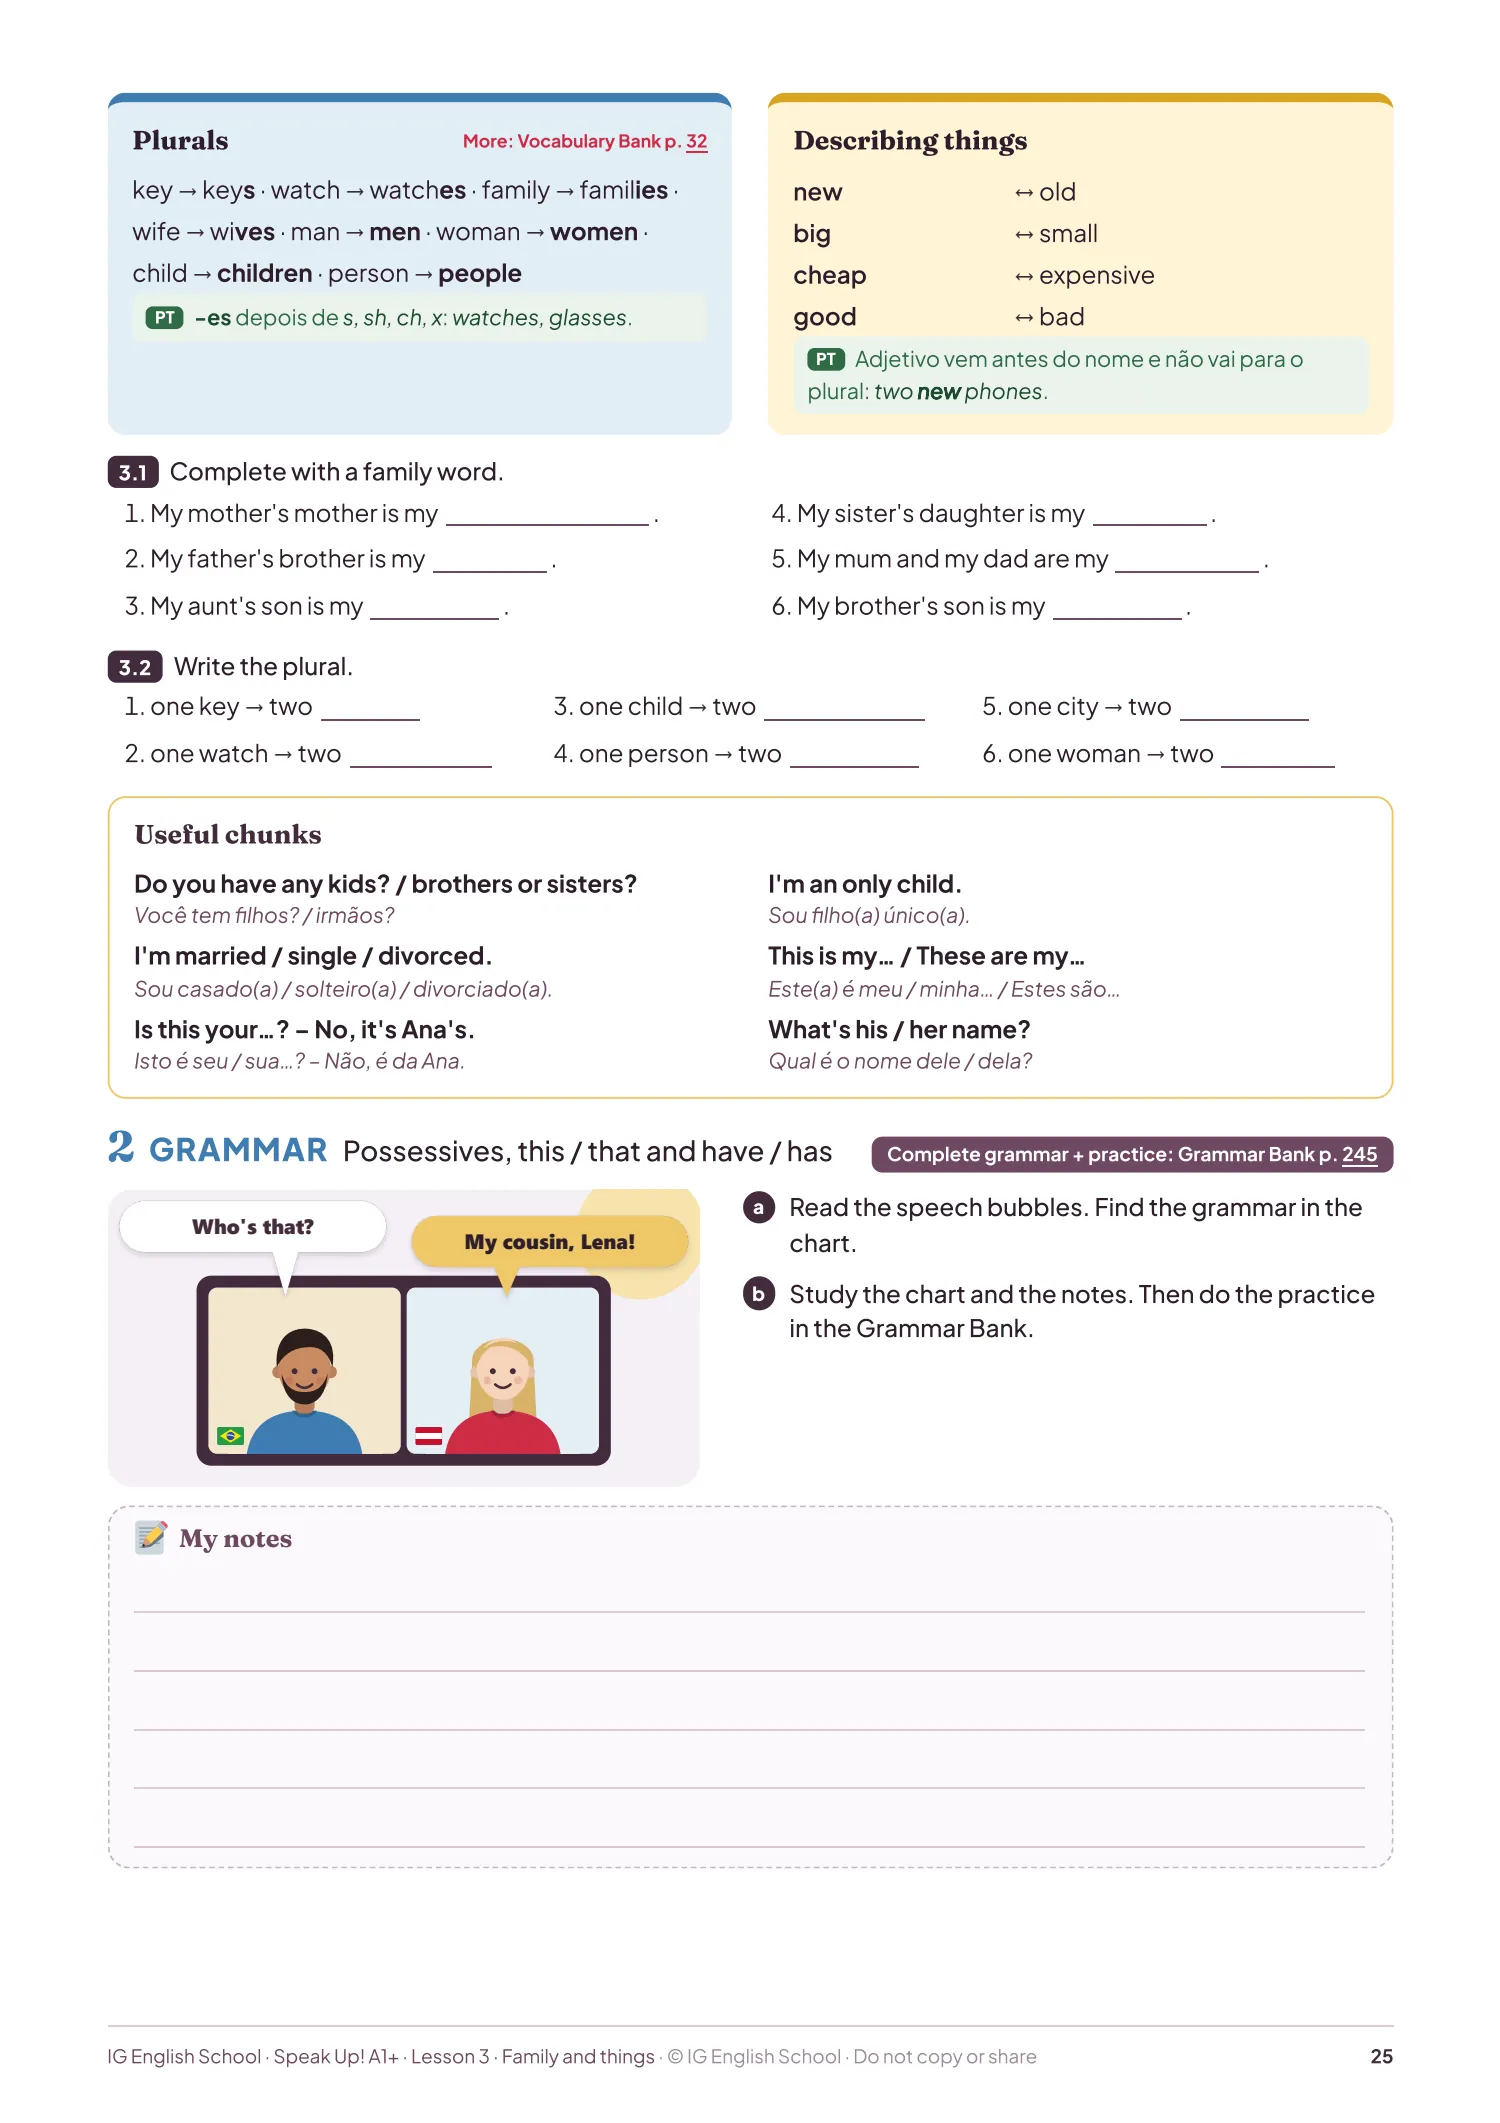 Plurals
More: Vocabulary Bank p. 32
key → keys · watch → watches · family → families ·
wife → wives · man → men · woman → women ·
child → children · person → people
PT -es depois de s, sh, ch, x: watches, glasses.
Describing things
new ↔ old
big ↔ small
cheap ↔ expensive
good ↔ bad
PT Adjetivo vem antes do nome e não vai para o
plural: two new phones.
3.1 Complete with a family word.
1. My mother's mother is my ________________ .
2. My father's brother is my _________ .
3. My aunt's son is my __________ .
4. My sister's daughter is my _________ .
5. My mum and my dad are my ___________ .
6. My brother's son is my __________ .
3.2 Write the plural.
1. one key → two ________
2. one watch → two ___________
3. one child → two _____________
4. one person → two __________
5. one city → two __________
6. one woman → two _________
Useful chunks
Do you have any kids? / brothers or sisters?
Você tem filhos? / irmãos?
I'm married / single / divorced.
Sou casado(a) / solteiro(a) / divorciado(a).
Is this your…? – No, it's Ana's.
Isto é seu / sua…? – Não, é da Ana.
I'm an only child.
Sou filho(a) único(a).
This is my… / These are my…
Este(a) é meu / minha… / Estes são…
What's his / her name?
Qual é o nome dele / dela?
2 GRAMMAR Possessives, this / that and have / has
Complete grammar + practice: Grammar Bank p. 245
Who's that?
My cousin, Lena!
a Read the speech bubbles. Find the grammar in the
chart.
b Study the chart and the notes. Then do the practice
in the Grammar Bank.
My notes
IG English School · Speak Up! A1+ · Lesson 3 · Family and things · © IG English School · Do not copy or share
25